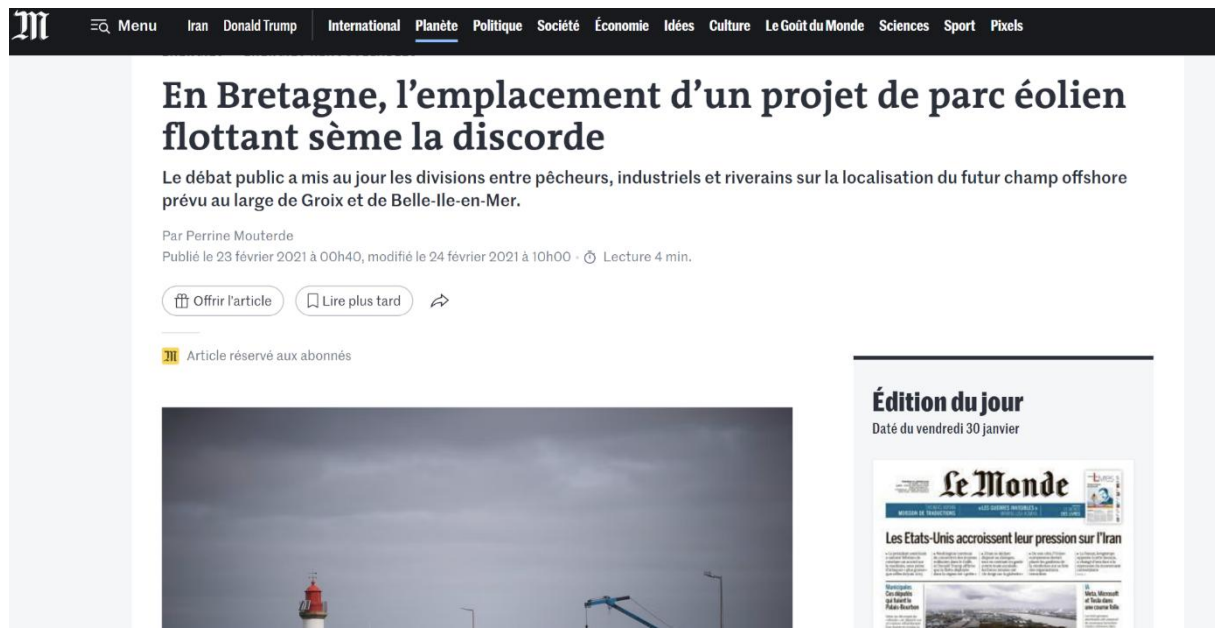 M
Menu Iran Donald Trump International Planète Politique Société Économie Idées Culture Le Goût du Monde Sciences Sport Pixels
En Bretagne, l’emplacement d’un projet de parc éolien
flottant sème la discorde
Le débat public a mis au jour les divisions entre pêcheurs, industriels et riverains sur la localisation du futur champ offshore
prévu au large de Groix et de Belle-Ile-en-Mer.
Par Perrine Mouterde
Publié le 23 février 2021 à 00h40, modifié le 24 février 2021 à 10h00 · Lecture 4 min.
Offrir l’article Lire plus tard
M Article réservé aux abonnés
Édition du jour
Daté du vendredi 30 janvier
Le Monde
Les Etats-Unis accroissent leur pression sur l’Iran